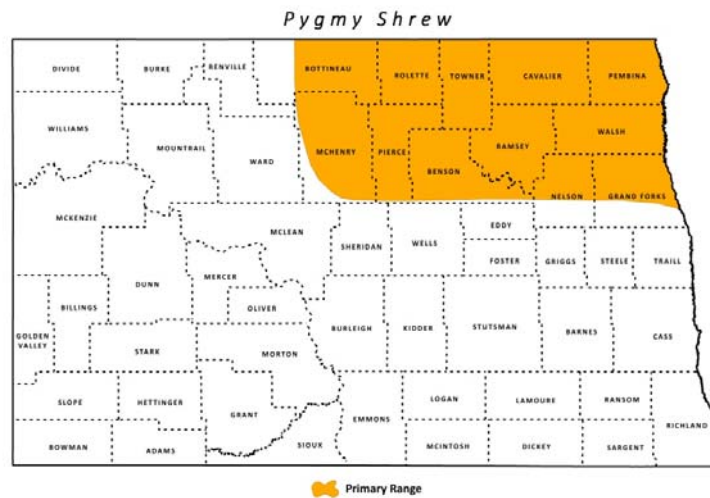 Pygmy Shrew
DIVIDE
BURKE
RENVILLE
BOTTINEAU
ROLETTE
TOWNER
CAVALIER
PEMBINA
WILLIAMS
MOUNTRAIL
WARD
MCHENRY
PIERCE
BENSON
RAMSEY
WALSH
NELSON
GRAND FORKS
MCKENZIE
MCLEAN
SHERIDAN
WELLS
EDDY
FOSTER
GRIGGS
STEELE
TRAILL
DUNN
MERCER
OLIVER
BILLINGS
GOLDEN
VALLEY
STARK
MORTON
BURLEIGH
KIDDER
STUTSMAN
BARNES
CASS
SLOPE
HETTINGER
GRANT
EMMONS
LOGAN
LAMOURE
RANSOM
RICHLAND
BOWMAN
ADAMS
SIOUX
MCINTOSH
DICKEY
SARGENT
Primary Range